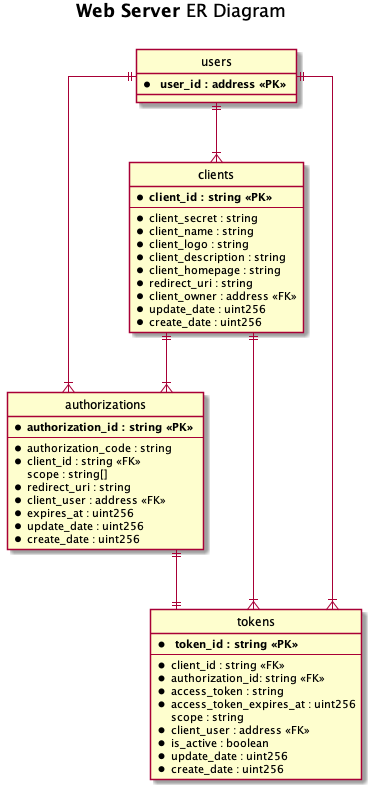 Web Server ER Diagram
users
user_id : address «PK»
clients
client_id : string «PK»
client_secret : string
client_name : string
client_logo : string
client_description : string
client_homepage : string
redirect_uri : string
client_owner : address «FK»
update_date : uint256
create_date : uint256
authorizations
authorization_id : string «PK»
authorization_code : string
client_id : string «FK»
scope : string[]
redirect_uri : string
client_user : address «FK»
expires_at : uint256
update_date : uint256
create_date : uint256
tokens
token_id : string «PK»
client_id : string «FK»
authorization_id: string «FK»
access_token : string
access_token_expires_at : uint256
scope : string
client_user : address «FK»
is_active : boolean
update_date : uint256
create_date : uint256